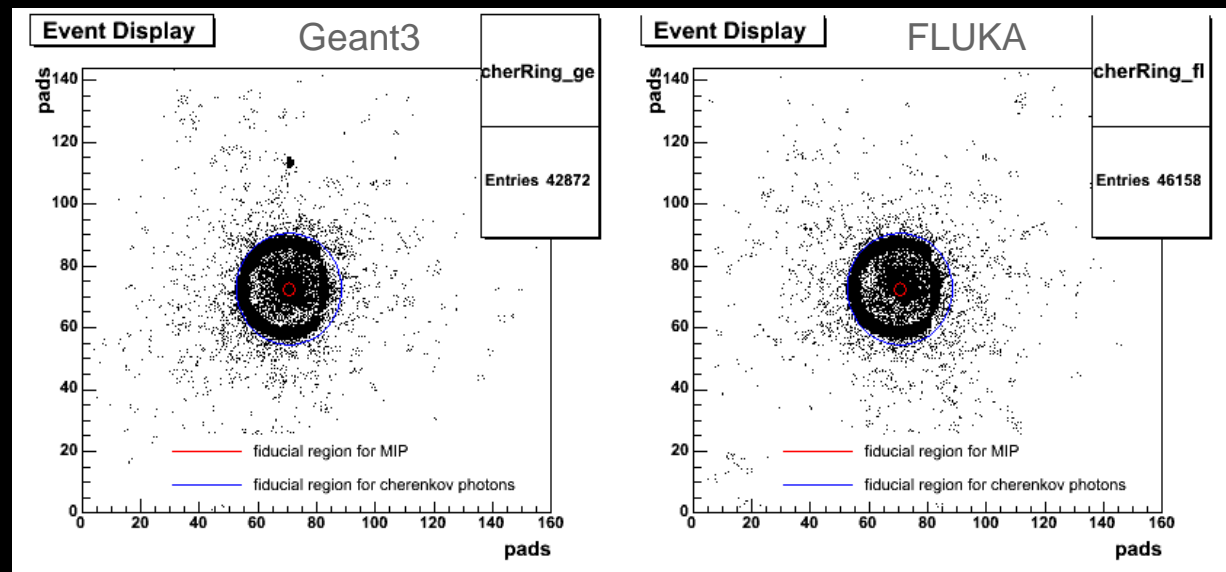 Event Display
Geant3
cherRing_ge
Entries 42872
pads
140
120
100
80
60
40
20
0
fiducial region for MIP
fiducial region for cherenkov photons
0 20 40 60 80 100 120 140 160
pads
Event Display
FLUKA
cherRing_fl
Entries 46158
pads
140
120
100
80
60
40
20
0
fiducial region for MIP
fiducial region for cherenkov photons
0 20 40 60 80 100 120 140 160
pads